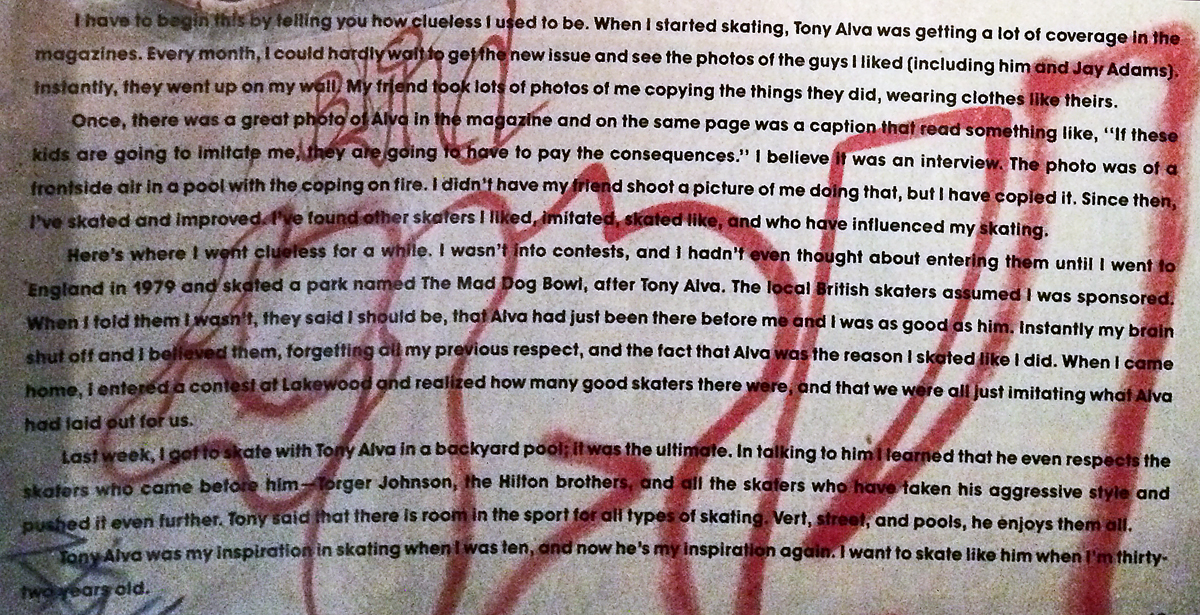 I have to begin this by telling you how clueless I used to be. When I started skating, Tony Alva was getting a lot of coverage in the
magazines. Every month, I could hardly wait to get the new issue and see the photos of the guys I liked (including him and Jay Adams).
Instantly, they went up on my wall. My friend took lots of photos of me copying the things they did, wearing clothes like theirs.
Once, there was a great photo of Alva in the magazine and on the same page was a caption that read something like, “If these
kids are going to imitate me, they are going to have to pay the consequences.” I believe it was an interview. The photo was of a
frontside air in a pool with the coping on fire. I didn’t have my friend shoot a picture of me doing that, but I have copied it. Since then,
I’ve skated and improved. I’ve found other skaters I liked, imitated, skated like, and who have influenced my skating.
Here’s where I went clueless for a while. I wasn’t into contests, and I hadn’t even thought about entering them until I went to
England in 1979 and skated a park named The Mad Dog Bowl, after Tony Alva. The local British skaters assumed I was sponsored.
When I told them I wasn’t, they said I should be, that Alva had just been there before me and I was as good as him. Instantly my brain
shut off and I believed them, forgetting all my previous respect, and the fact that Alva was the reason I skated like I did. When I came
home, I entered a contest at Lakewood and realized how many good skaters there were, and that we were all just imitating what Alva
had laid out for us.
Last week, I got to skate with Tony Alva in a backyard pool; it was the ultimate. In talking to him I learned that he even respects the
skaters who came before him—Torger Johnson, the Hilton brothers, and all the skaters who have taken his aggressive style and
pushed it even further. Tony said that there is room in the sport for all types of skating. Vert, street, and pools, he enjoys them all.
Tony Alva was my inspiration in skating when I was ten, and now he’s my inspiration again. I want to skate like him when I’m thirty-
two years old.